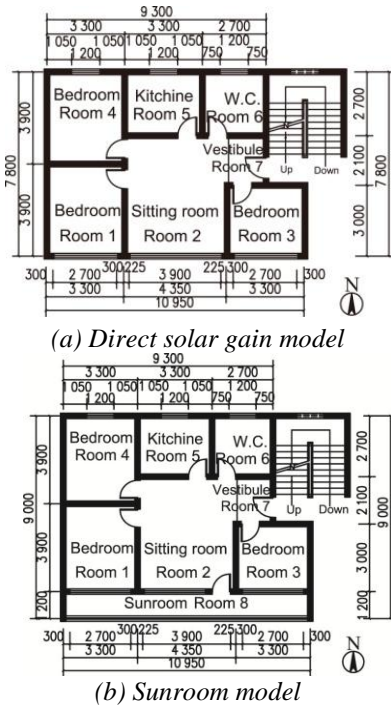 9 300
3 300 3 300 2 700
1 050 1 050 1 050 1 050 750 1 200
1 200 1 200 750
Bedroom Room 4
Kitchine Room 5
W.C. Room 6
Vestibule Room 7
Up Down
Bedroom Room 1
Sitting room Room 2
Bedroom Room 3
7 800
3 900
3 900
2 700
2 100
3 000
7 800
300 300 225 225 300 300
2 700 3 900 2 700
3 300 4 350 3 300
10 950
N
(a) Direct solar gain model
9 300
3 300 3 300 2 700
1 050 1 050 1 050 1 050 750 1 200
1 200 1 200 750
Bedroom Room 4
Kitchine Room 5
W.C. Room 6
Vestibule Room 7
Up Down
Bedroom Room 1
Sitting room Room 2
Bedroom Room 3
Sunroom Room 8
9 000
3 900
3 900
1 200
2 700
2 100
3 000
1 200
9 000
300 300 225 225 300 300
2 700 3 900 2 700
3 300 4 350 3 300
10 950
N
(b) Sunroom model